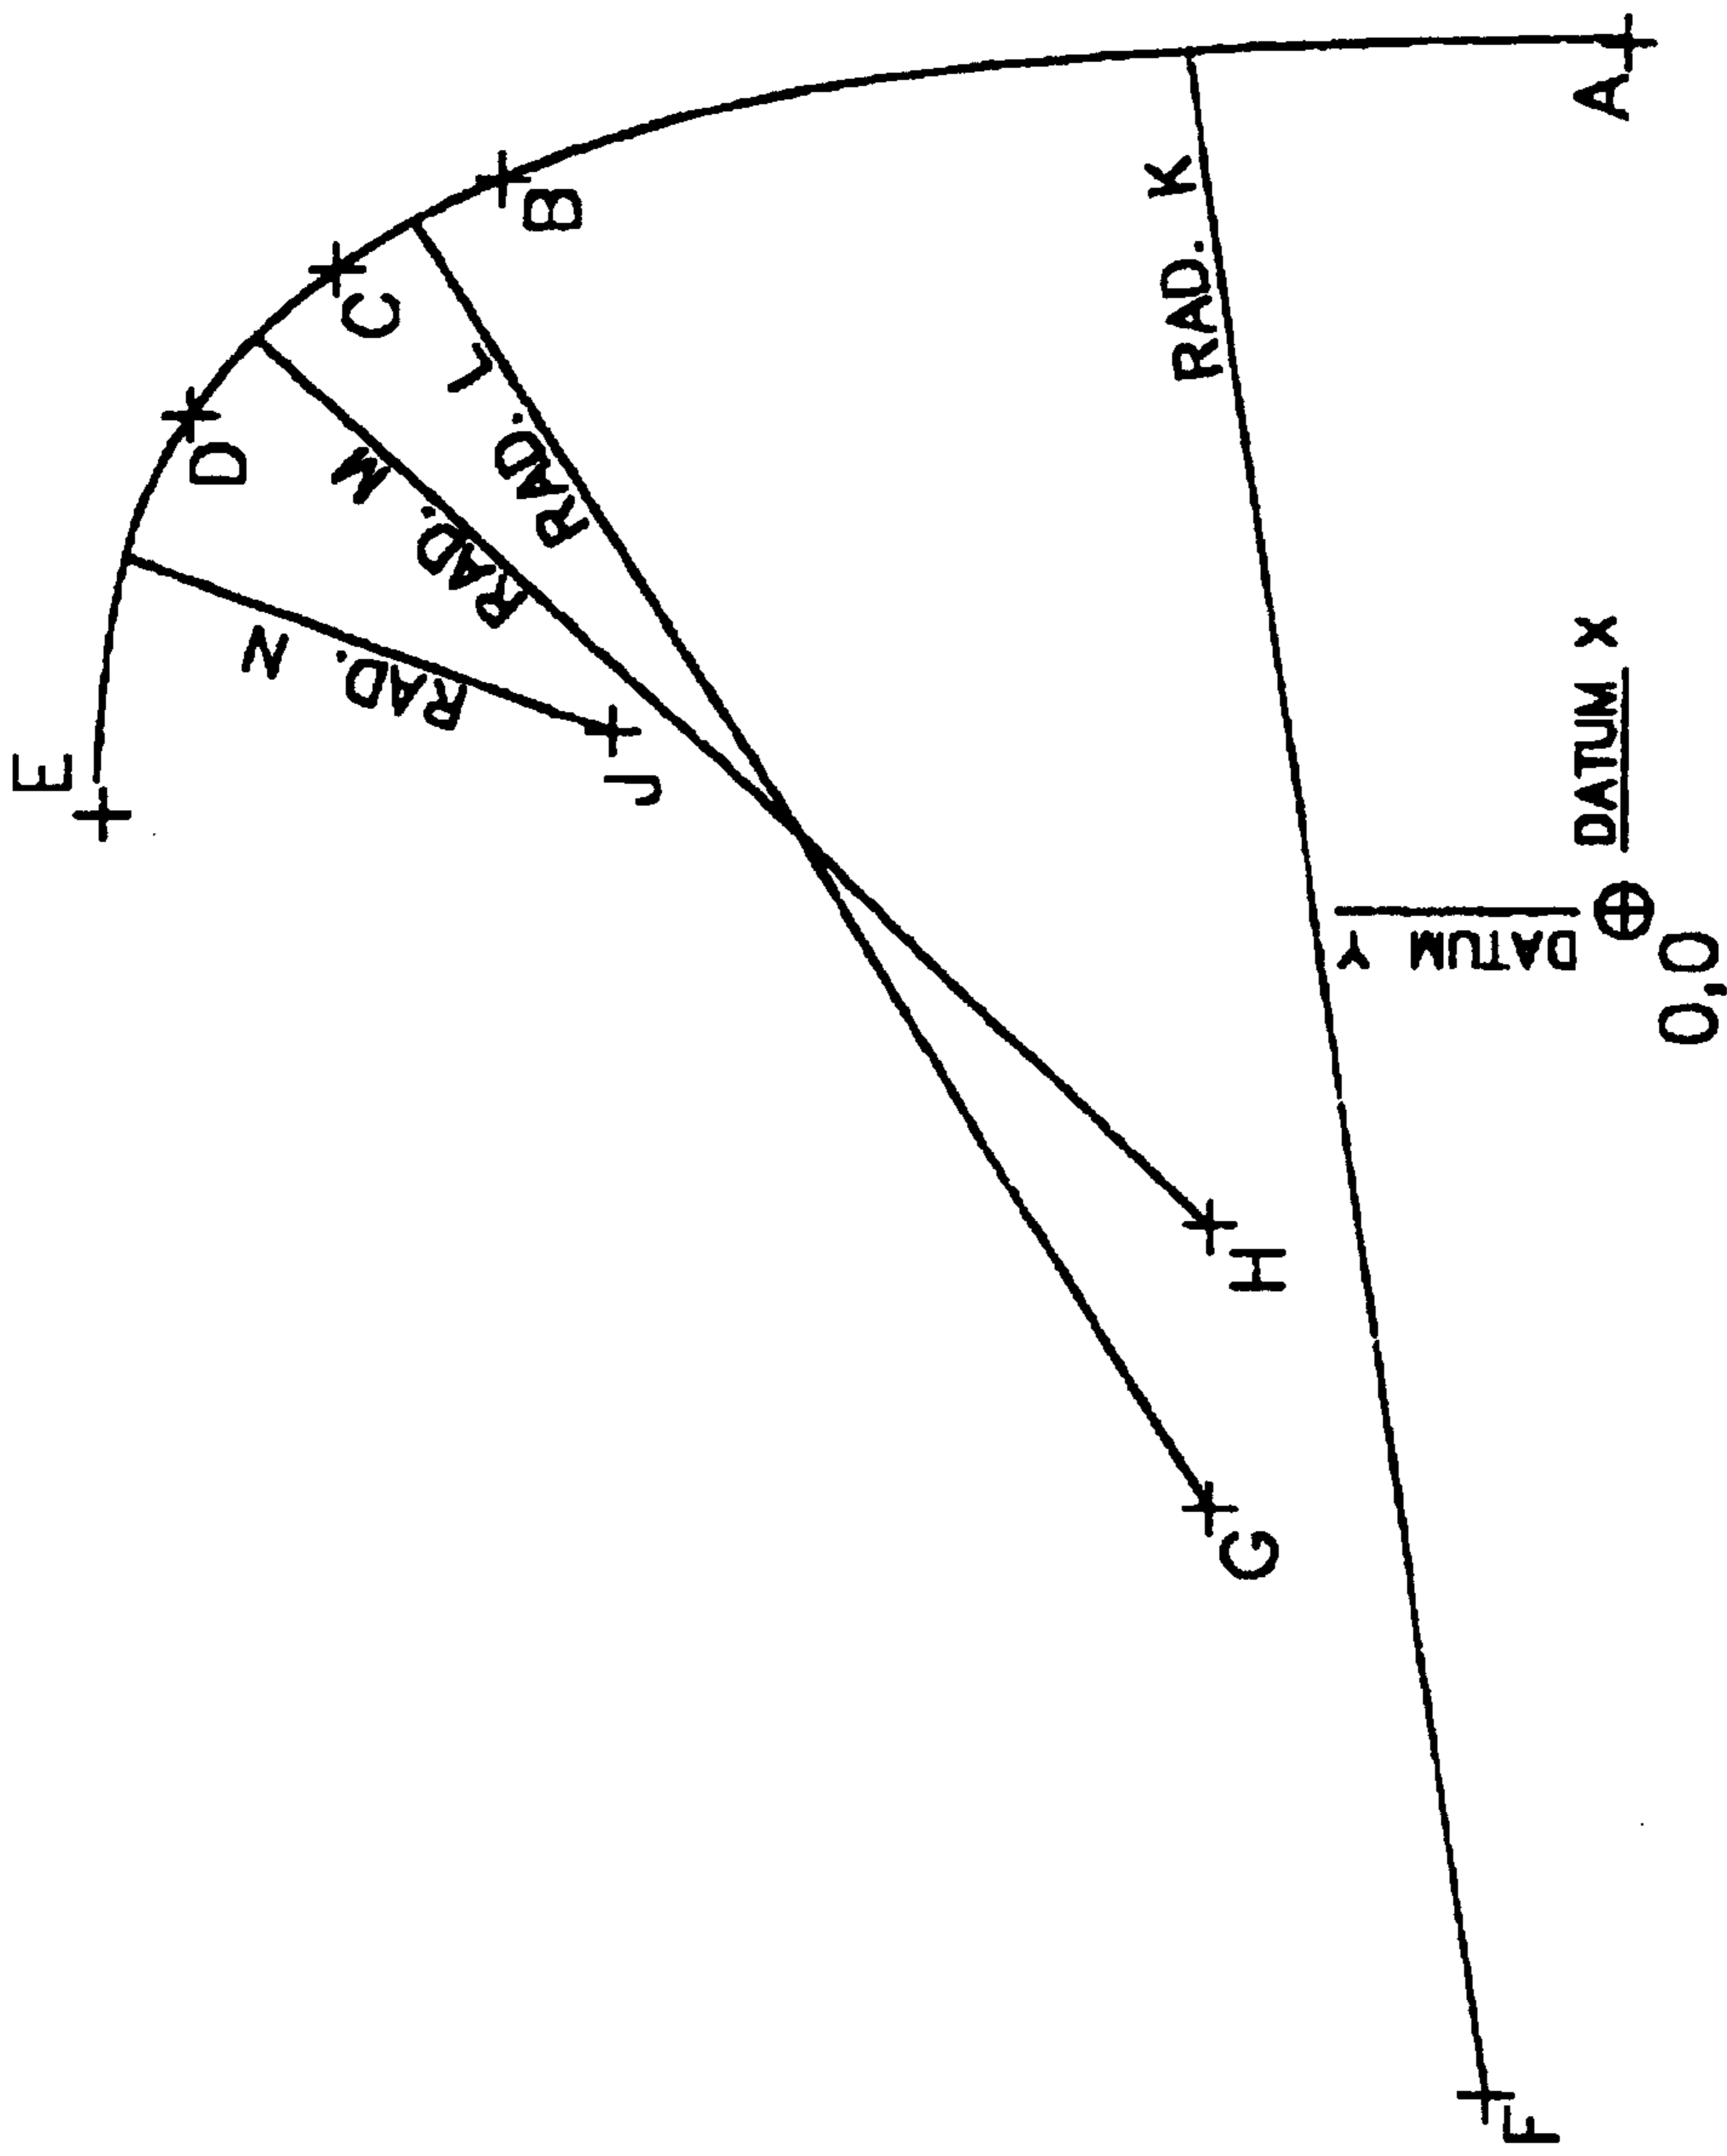 E
D
C
B
A
RAD. N
RAD. M
RAD. L
RAD. K
J
H
G
F
DATUM X
DATUM Y
0,0